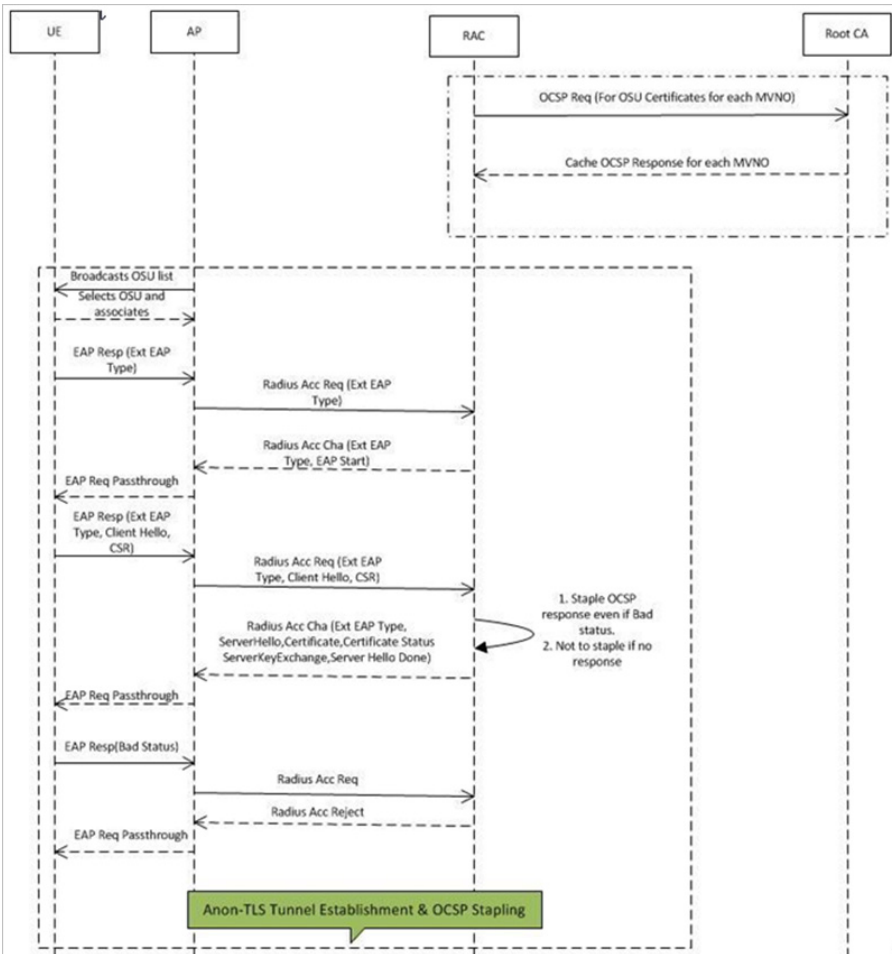 UE
AP
RAC
Root CA
OCSP Req (For OSU Certificates for each MVNO)
Cache OCSP Response for each MVNO
Broadcasts OSU list
Selects OSU and
associates
EAP Resp (Ext EAP
Type)
Radius Acc Req (Ext EAP
Type)
Radius Acc Cha (Ext EAP
Type, EAP Start)
EAP Req Passthrough
EAP Resp (Ext EAP
Type, Client Hello,
CSR)
Radius Acc Req (Ext EAP
Type, Client Hello, CSR)
1. Staple OCSP
response even if Bad
status.
2. Not to staple if no
response
Radius Acc Cha (Ext EAP Type,
ServerHello,Certificate,Certificate Status
ServerKeyExchange,Server Hello Done)
EAP Req Passthrough
EAP Resp(Bad Status)
Radius Acc Req
Radius Acc Reject
EAP Req Passthrough
Anon-TLS Tunnel Establishment & OCSP Stapling